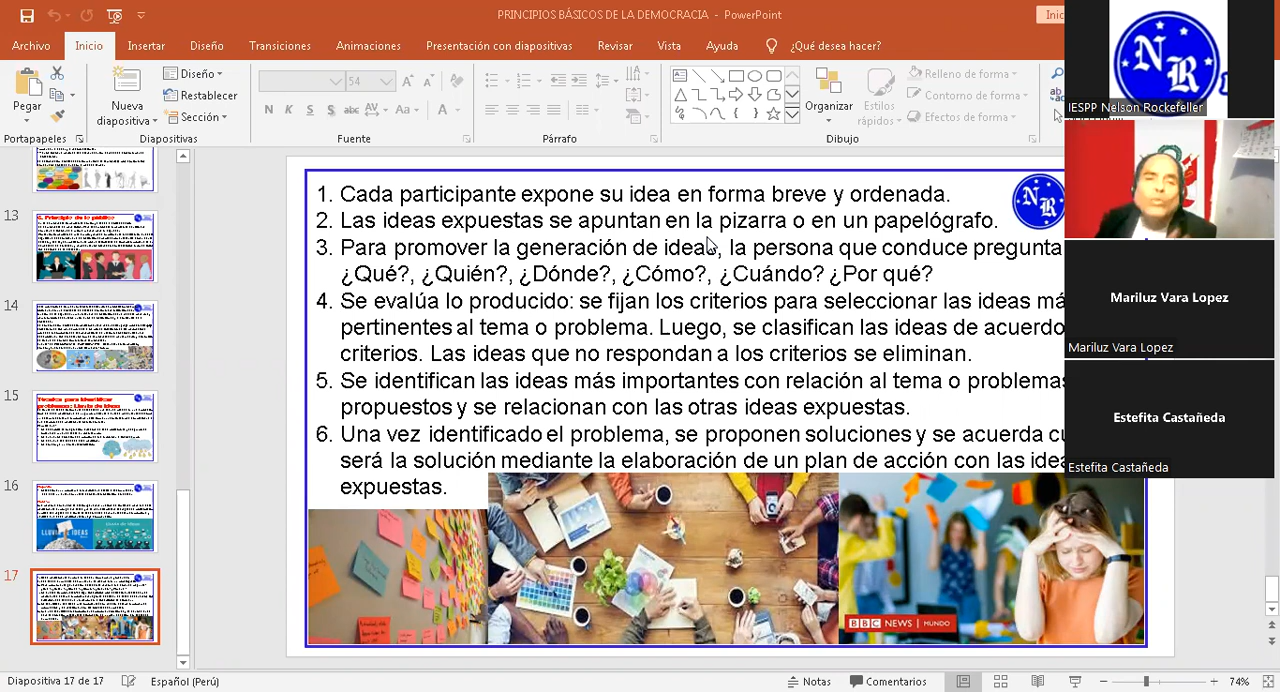 PRINCIPIOS BÁSICOS DE LA DEMOCRACIA - PowerPoint
Inic
Archivo Inicio Insertar Diseño Transiciones Animaciones Presentación con diapositivas Revisar Vista Ayuda ¿Qué desea hacer?
Pegar
Nueva diapositiva
Diseño
Restablecer
Sección
54
N K S S abc AV Aa A
Organizar
Estilos rápidos
Relleno de forma
Contorno de forma
Efectos de forma
Portapapeles Diapositivas Fuente Párrafo Dibujo
NR
IESPP Nelson Rockefeller
Mariluz Vara Lopez
Mariluz Vara Lopez
Estefita Castañeda
Estefita Castañeda
13
14
15
16
LLUVIA DE IDEAS
17
1. Cada participante expone su idea en forma breve y ordenada.
2. Las ideas expuestas se apuntan en la pizarra o en un papelógrafo.
3. Para promover la generación de ideas, la persona que conduce pregunta
¿Qué?, ¿Quién?, ¿Dónde?, ¿Cómo?, ¿Cuándo? ¿Por qué?
4. Se evalúa lo producido: se fijan los criterios para seleccionar las ideas má
pertinentes al tema o problema. Luego, se clasifican las ideas de acuerdo
criterios. Las ideas que no respondan a los criterios se eliminan.
5. Se identifican las ideas más importantes con relación al tema o problemas
propuestos y se relacionan con las otras ideas expuestas.
6. Una vez identificado el problema, se proponen soluciones y se acuerda cu
será la solución mediante la elaboración de un plan de acción con las idea
expuestas.
NR
BBC NEWS | MUNDO
Diapositiva 17 de 17 Español (Perú) Notas Comentarios 74%